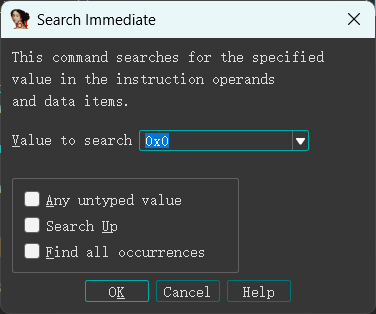 Search Immediate
This command searches for the specified
value in the instruction operands
and data items.
Value to search 0x0
Any untyped value
Search Up
Find all occurrences
OK Cancel Help